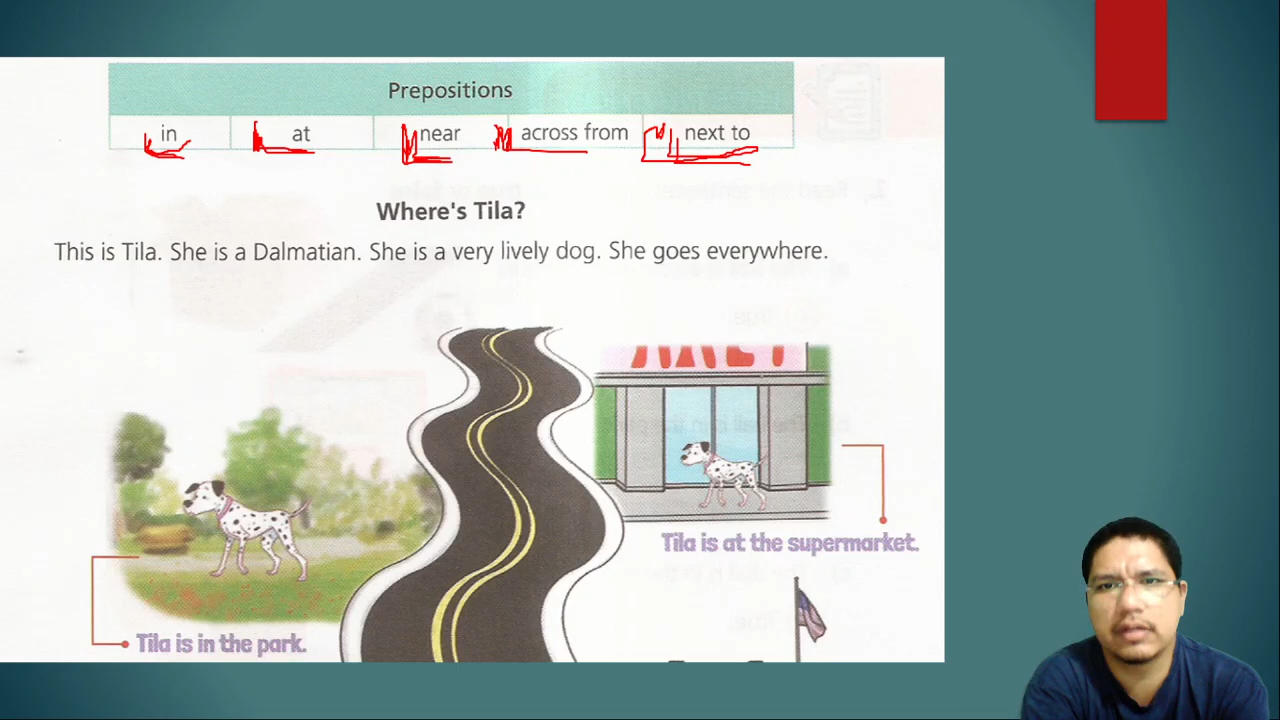 Prepositions
in at near across from next to
Where's Tila?
This is Tila. She is a Dalmatian. She is a very lively dog. She goes everywhere.
Tila is at the supermarket.
Tila is in the park.